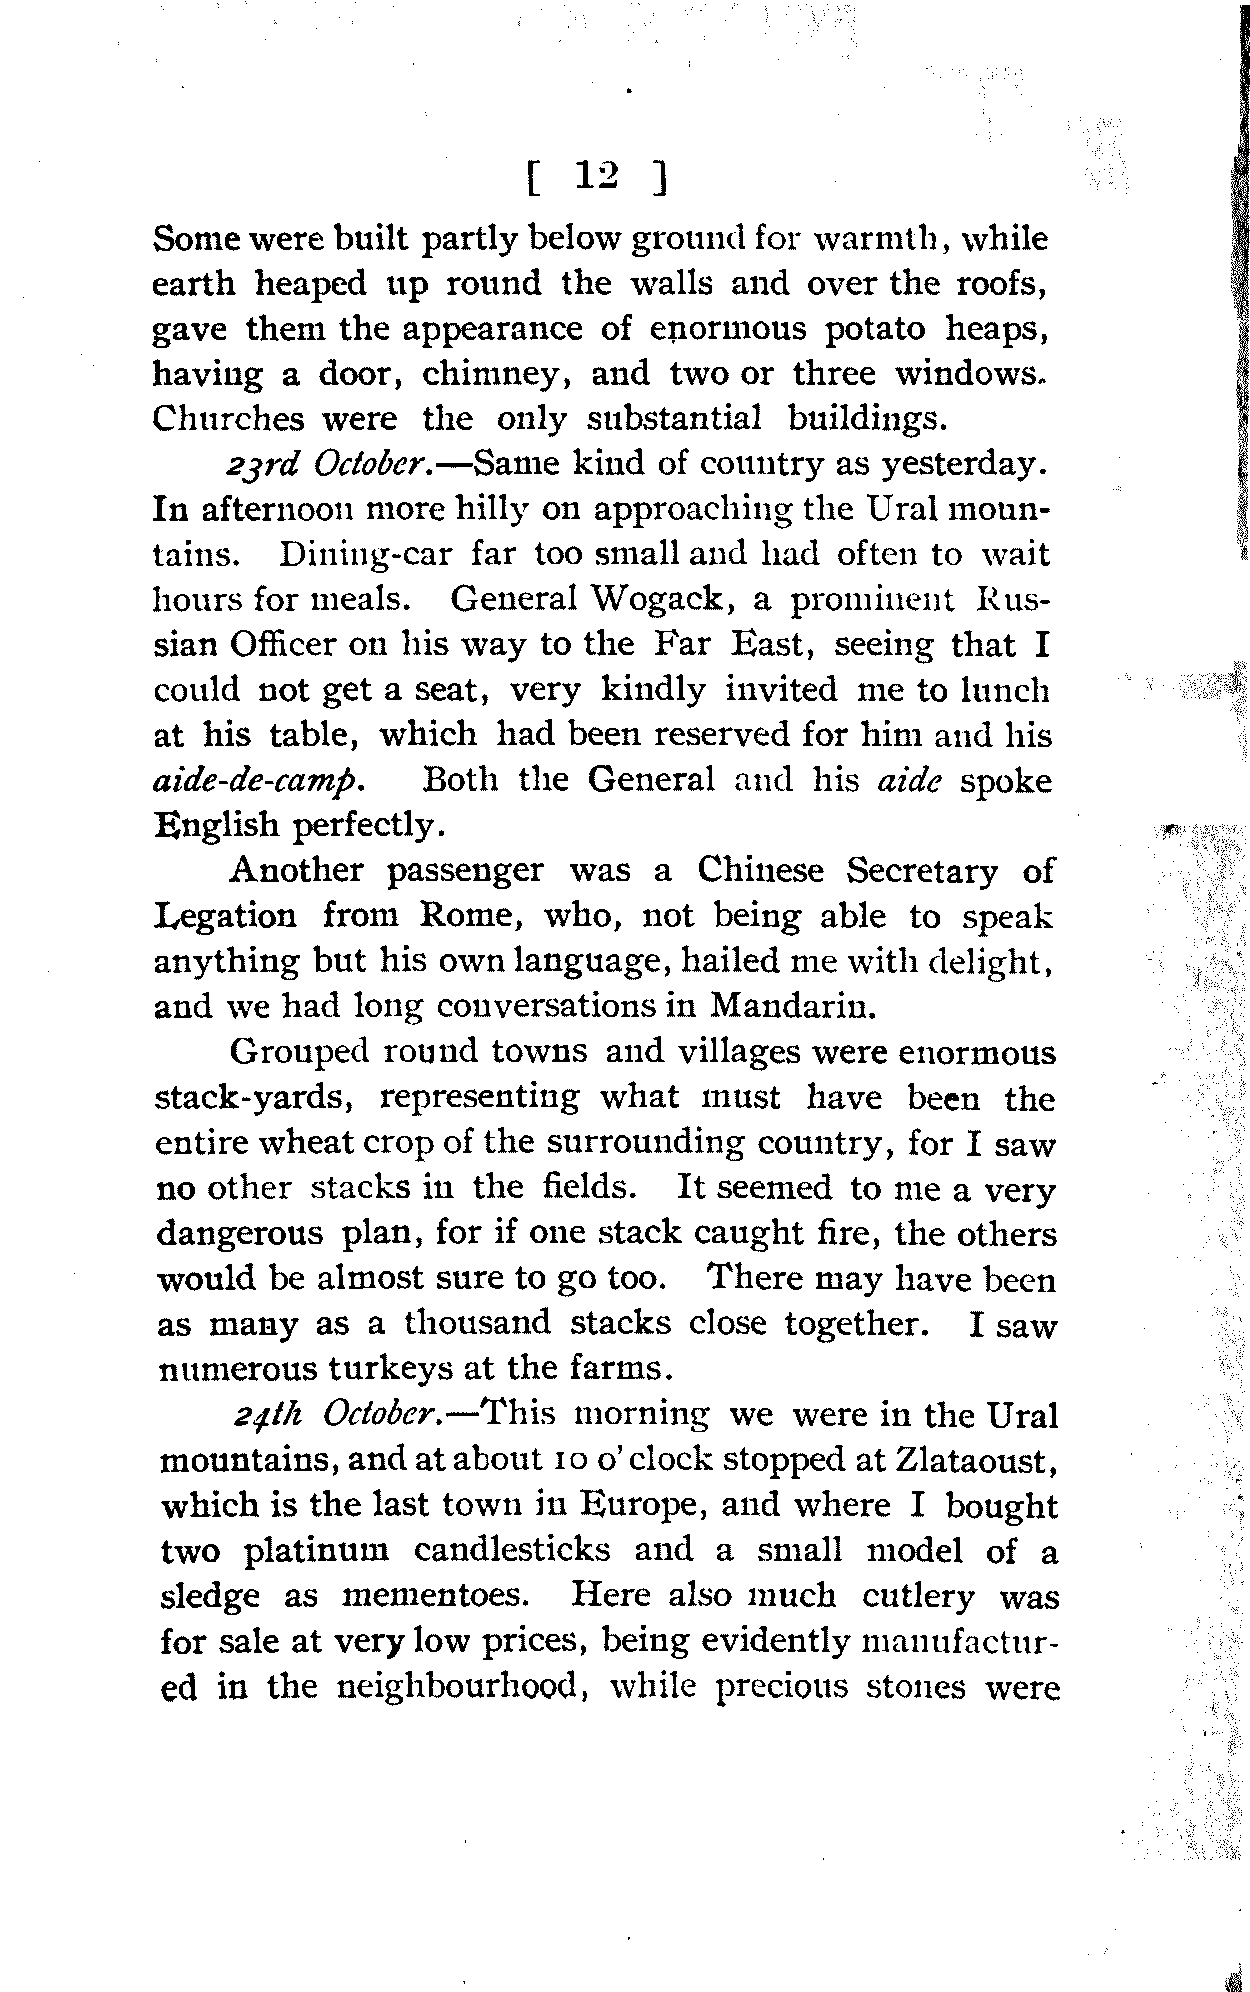 [ 12 ]
Some were built partly below ground for warmth, while
earth heaped up round the walls and over the roofs,
gave them the appearance of enormous potato heaps,
having a door, chimney, and two or three windows.
Churches were the only substantial buildings.
23rd October.—Same kind of country as yesterday.
In afternoon more hilly on approaching the Ural moun-
tains. Dining-car far too small and had often to wait
hours for meals. General Wogack, a prominent Rus-
sian Officer on his way to the Far East, seeing that I
could not get a seat, very kindly invited me to lunch
at his table, which had been reserved for him and his
aide-de-camp. Both the General and his aide spoke
English perfectly.
Another passenger was a Chinese Secretary of
Legation from Rome, who, not being able to speak
anything but his own language, hailed me with delight,
and we had long conversations in Mandarin.
Grouped round towns and villages were enormous
stack-yards, representing what must have been the
entire wheat crop of the surrounding country, for I saw
no other stacks in the fields. It seemed to me a very
dangerous plan, for if one stack caught fire, the others
would be almost sure to go too. There may have been
as many as a thousand stacks close together. I saw
numerous turkeys at the farms.
24th October.—This morning we were in the Ural
mountains, and at about 10 o'clock stopped at Zlataoust,
which is the last town in Europe, and where I bought
two platinum candlesticks and a small model of a
sledge as mementoes. Here also much cutlery was
for sale at very low prices, being evidently manufactur-
ed in the neighbourhood, while precious stones were